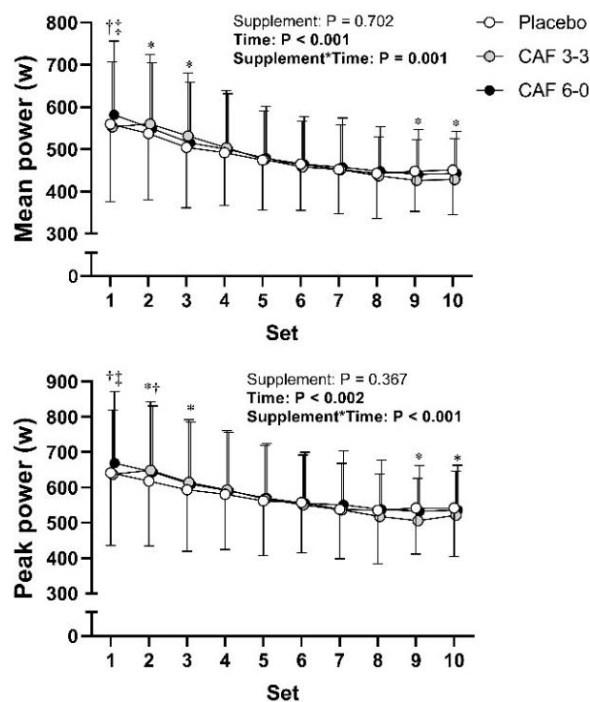 Placebo
CAF 3-3
CAF 6-0
Supplement: P = 0.702
Time: P < 0.001
Supplement*Time: P = 0.001
†‡ * * * *
Mean power (w)
800
700
600
500
400
300
0
1 2 3 4 5 6 7 8 9 10
Set
Supplement: P = 0.367
Time: P < 0.002
Supplement*Time: P < 0.001
†‡ *† * * *
Peak power (w)
900
800
700
600
500
400
300
0
1 2 3 4 5 6 7 8 9 10
Set